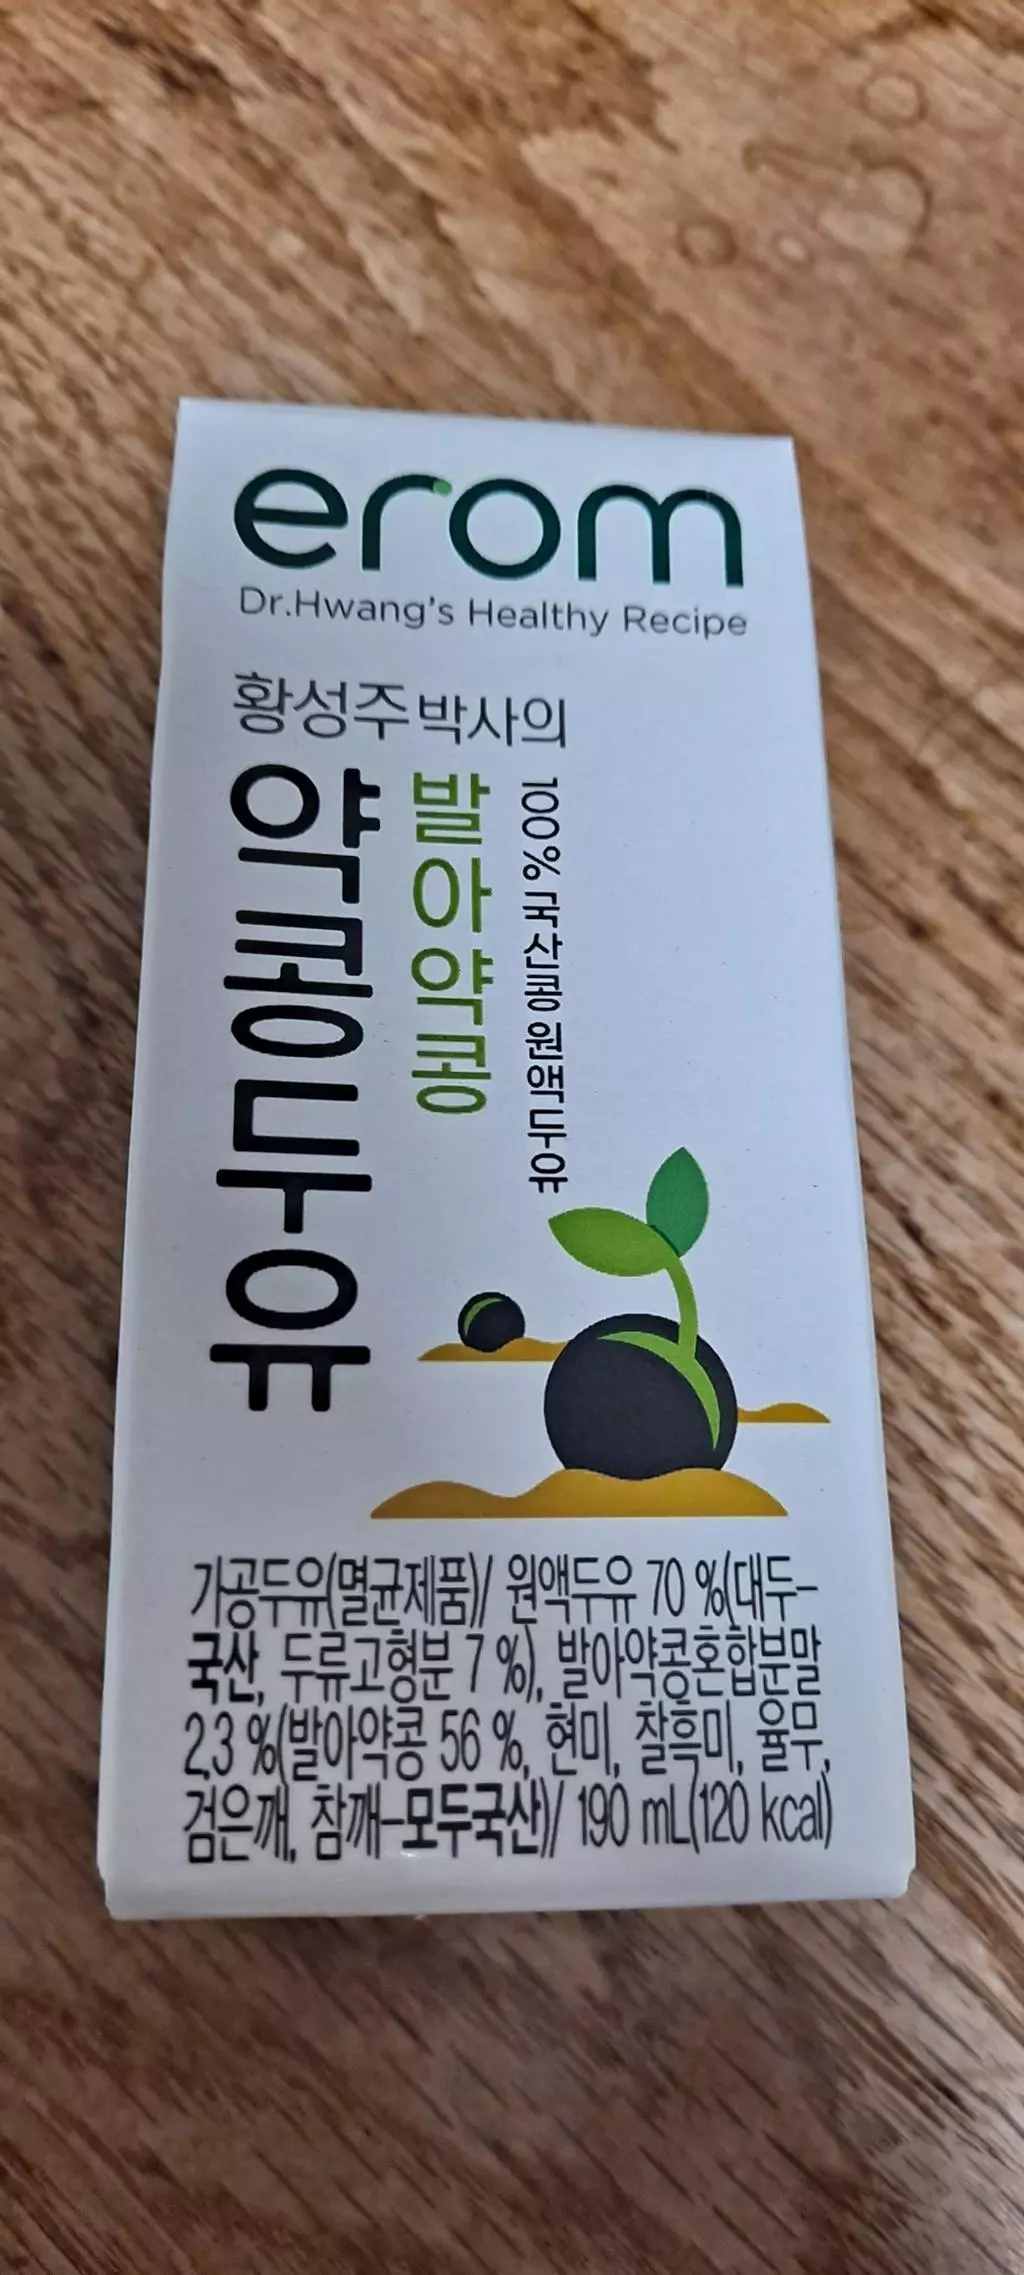 erom
Dr.Hwang's Healthy Recipe
황성주 박사의
약콩두유
발아약콩
100% 국산콩 원액두유
가공두유(멸균제품)/ 원액두유 70 %(대두-
국산, 두류고형분 7 %), 발아약콩혼합분말
2.3 %(발아약콩 56 %, 현미, 찰흑미, 율무,
검은깨, 참깨-모두국산)/ 190 mL(120 kcal)